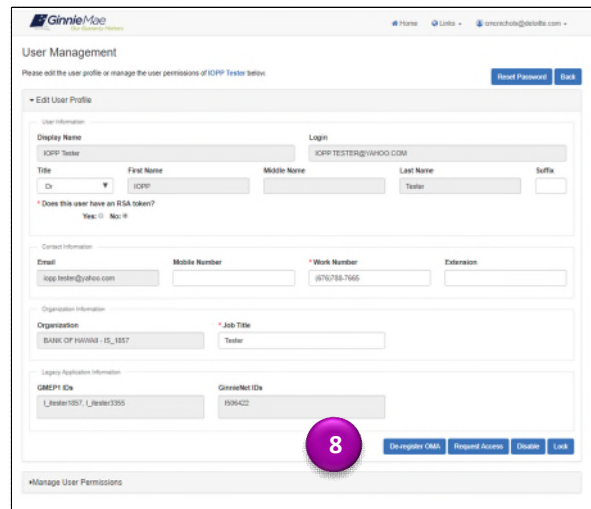 GinnieMae
Our Guaranty Matters
Home Links cmonichols@deloitte.com
User Management
Please edit the user profile or manage the user permissions of IOPP Tester below.
Reset Password Back
Edit User Profile
User Information
Display Name Login
IOPP Tester IOPP.TESTER@YAHOO.COM
Title First Name Middle Name Last Name Suffix
Dr IOPP Tester
* Does this user have an RSA token?
Yes: No:
Contact Information
Email Mobile Number * Work Number Extension
iopp.tester@yahoo.com (676)788-7665
Organization Information
Organization * Job Title
BANK OF HAWAII - IS_1857 Tester
Legacy Application Information
GMEP1 IDs GinnieNet IDs
I_itester1857, I_itester3355 I506422
8
De-register OMA Request Access Disable Lock
Manage User Permissions